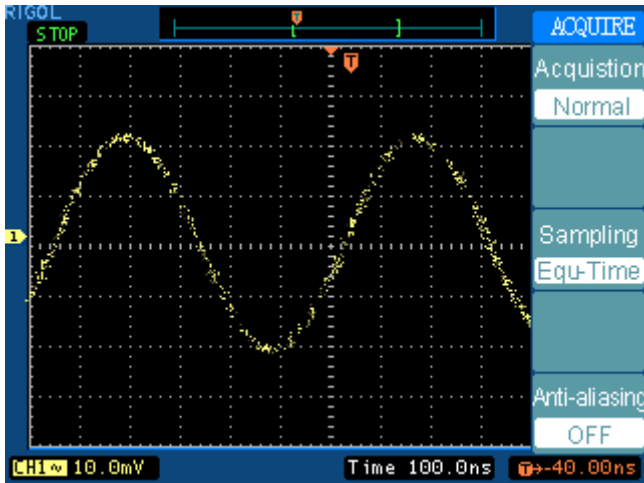 RIGOL
STOP
T
T
ACQUIRE
Acquistion
Normal
1
Sampling
Equ-Time
Anti-aliasing
OFF
CH1~ 10.0mV Time 100.0ns T→-40.00ns